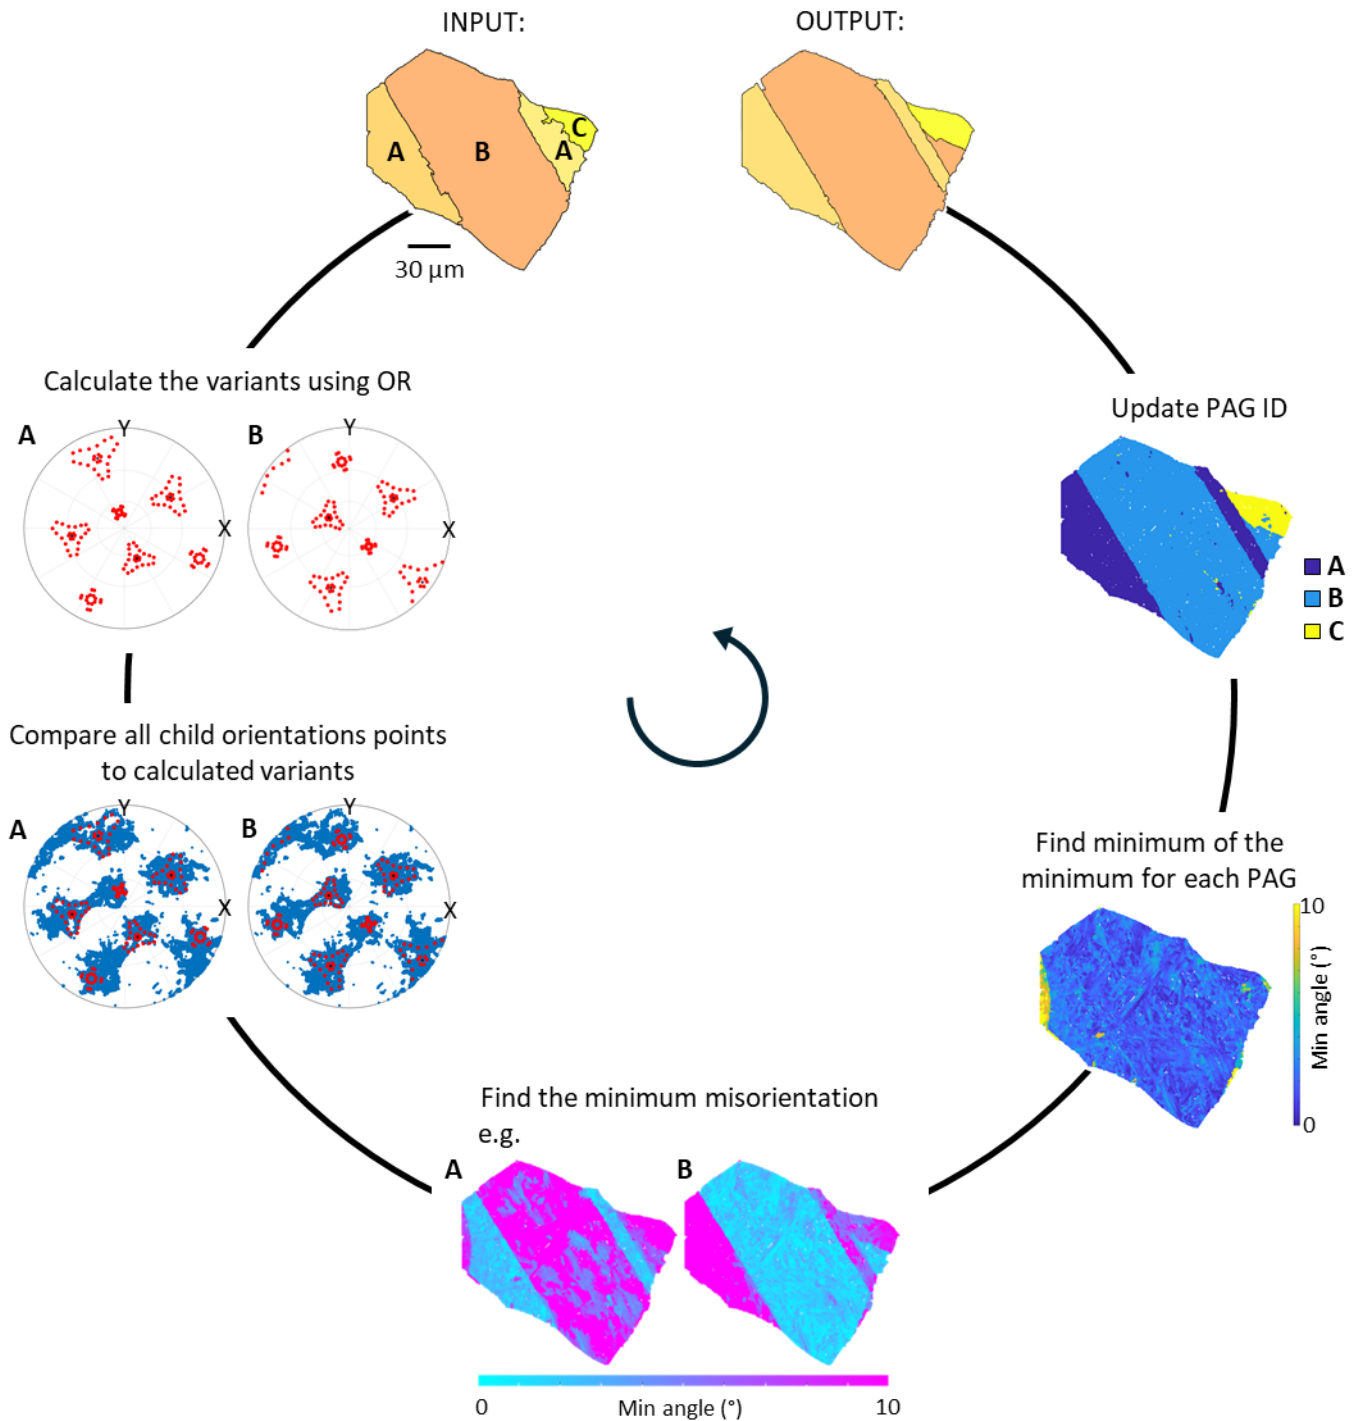 INPUT:
OUTPUT:
A
B
C
A
30 µm
Calculate the variants using OR
A
Y
X
B
Y
X
Update PAG ID
A
B
C
Compare all child orientations points
to calculated variants
A
Y
X
B
Y
X
Find minimum of the
minimum for each PAG
10
Min angle (°)
0
Find the minimum misorientation
e.g.
A
B
0
Min angle (°)
10